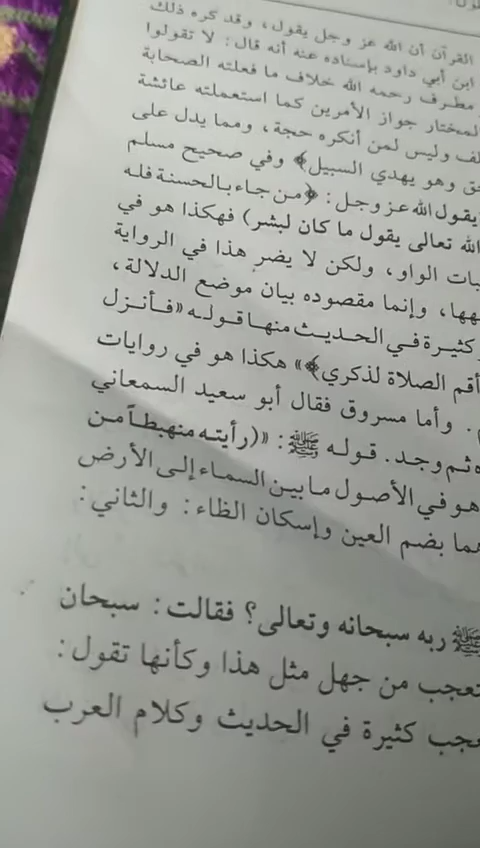 القرآن أن الله عز وجل يقول، وقد كره ذلك
ابن أبي داود بإسناده عنه أنه قال: لا تقولوا
مطرف رحمه الله خلاف ما فعلته الصحابة
المختار جواز الأمرين كما استعملته عائشة
لف وليس لمن أنكره حجة، ومما يدل على
حق وهو يهدي السبيل﴾ وفي صحيح مسلم
يقول الله عز وجل: ﴿من جاء بالحسنة فله
الله تعالى يقول ما كان لبشر) فهكذا هو في
بات الواو، ولكن لا يضر هذا في الرواية
هها، وإنما مقصوده بيان موضع الدلالة،
كثيرة في الحديث منها قوله «فأنزل
أقم الصلاة لذكري﴾» هكذا هو في روايات
. وأما مسروق فقال أبو سعيد السمعاني
ه ثم وجد. قوله ﷺ: «(رأيته منهبطاً من
هو في الأصول ما بين السماء إلى الأرض
هما بضم العين وإسكان الظاء: والثاني:
ﷺ ربه سبحانه وتعالى؟ فقالت: سبحان
تعجب من جهل مثل هذا وكأنها تقول:
عجب كثيرة في الحديث وكلام العرب